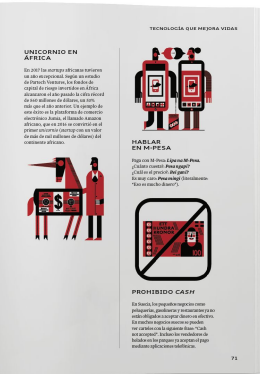 TECNOLOGÍA QUE MEJORA VIDAS
UNICORNIO EN
ÁFRICA
En 2017 las startups africanas tuvieron
un año excepcional. Según un estudio
de Partech Ventures, los fondos de
capital de riesgo invertidos en África
alcanzaron el año pasado la cifra récord
de 560 millones de dólares, un 53%
más que el año anterior. Un ejemplo de
este éxito es la plataforma de comercio
electrónico Jumia, el llamado Amazon
africano, que en 2016 se convirtió en el
primer unicornio (startup con un valor
de más de mil millones de dólares) del
continente africano.
$
HABLAR
EN M-PESA
Paga con M-Pesa: Lipa na M-Pesa.
¿Cuánto cuesta?: Pesa ngapi?
¿Cuál es el precio?: Bei gani?
Es muy caro: Pesa mingi (literalmente:
"Eso es mucho dinero").
100
PROHIBIDO CASH
En Suecia, los pequeños negocios como
peluquerías, gasolineras y restaurantes ya no
están obligados a aceptar dinero en efectivo.
En muchos negocios suecos se pueden
ver carteles con la siguiente frase: "Cash
not accepted". Incluso los vendedores de
helados en los parques ya aceptan el pago
mediante aplicaciones telefónicas.
71